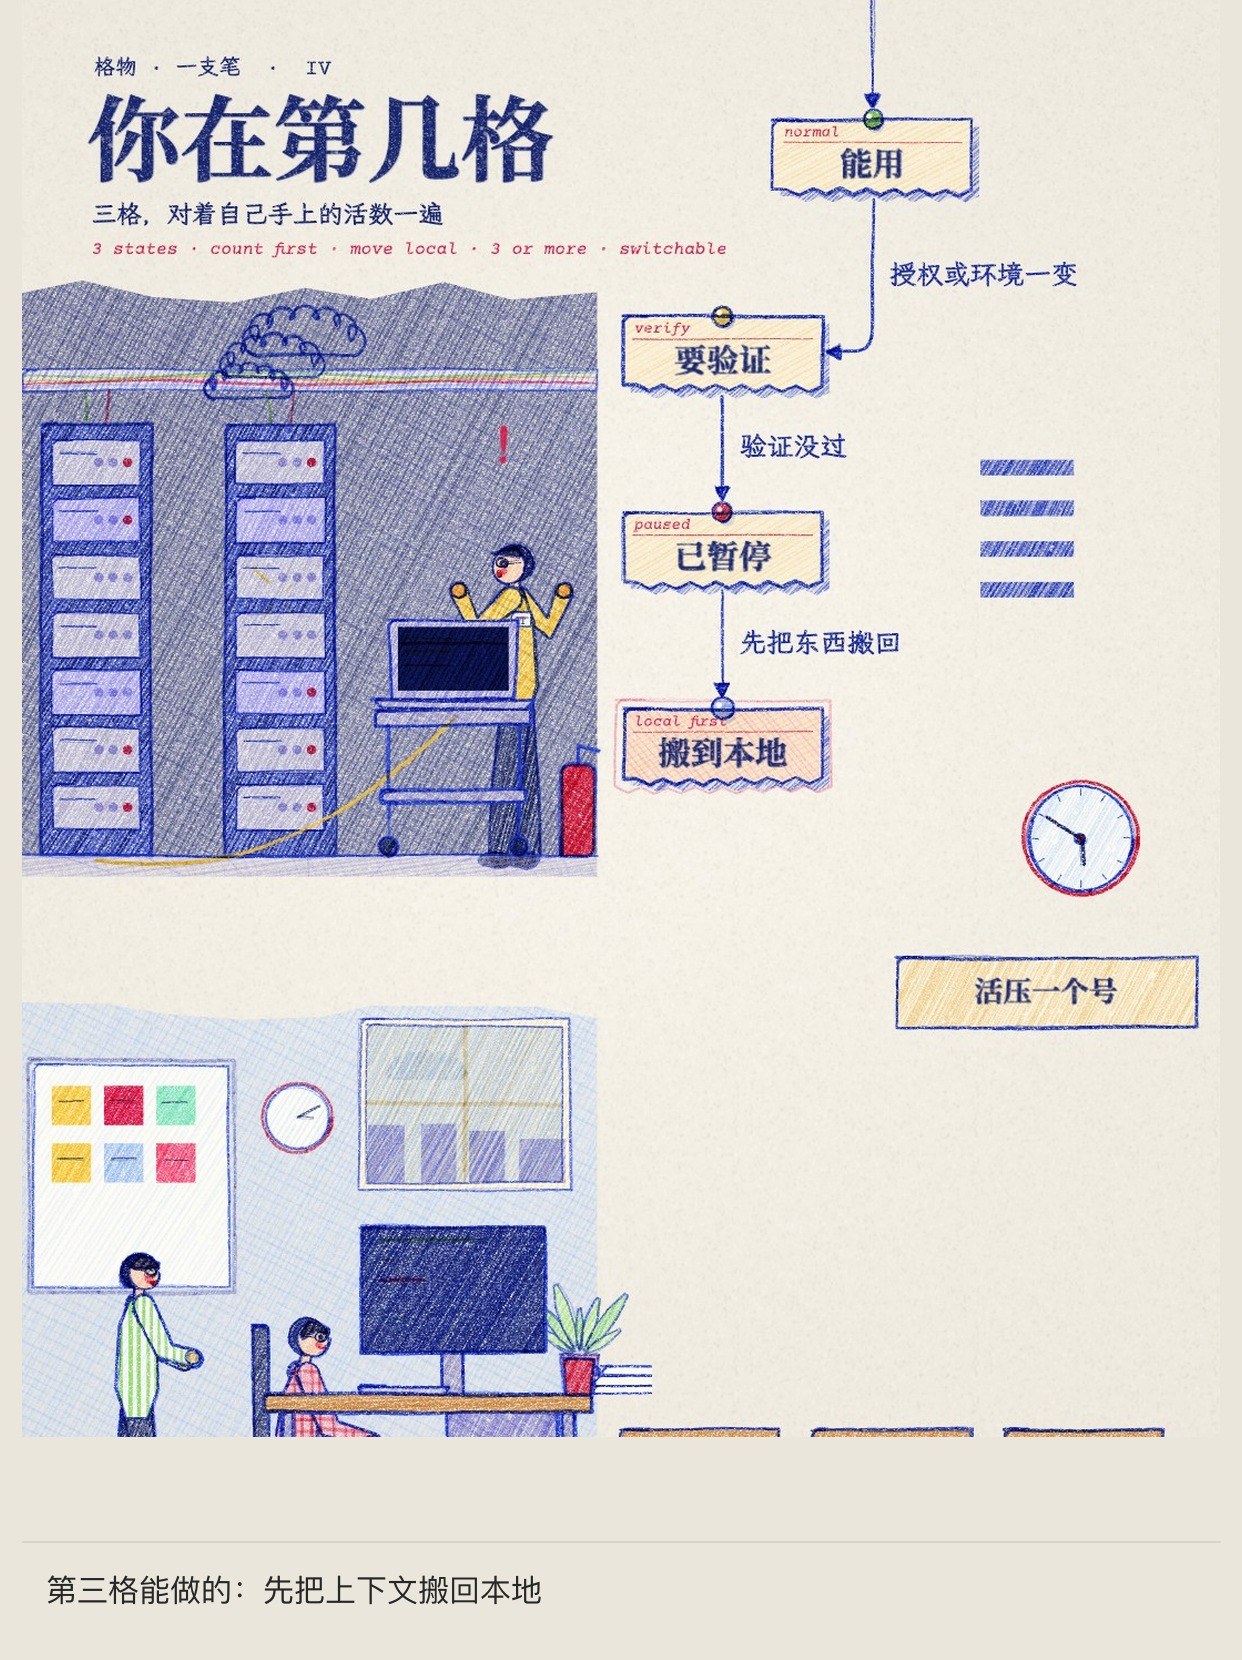 格物 · 一支笔 · IV
你在第几格
三格，对着自己手上的活数一遍
3 states · count first · move local · 3 or more · switchable
normal
能用
授权或环境一变
verify
要验证
验证没过
paused
已暂停
先把东西搬回
local first
搬到本地
活压一个号
第三格能做的：先把上下文搬回本地